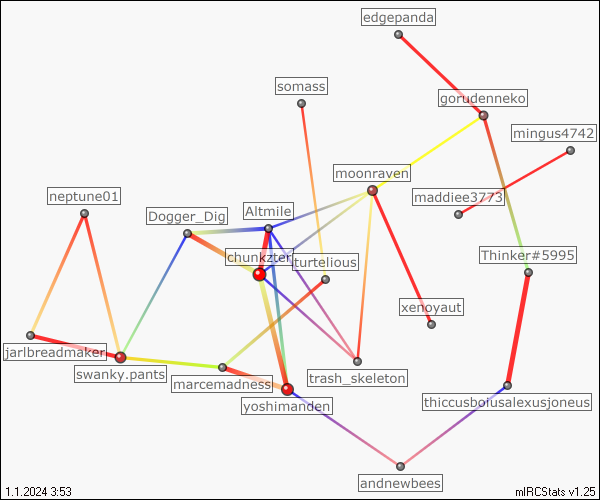 edgepanda
somass
gorudenneko
mingus4742
moonraven
neptune01
maddiee3773
Dogger_Dig
Altmile
chunkzter
turtelious
Thinker#5995
xenoyaut
jarlbreadmaker
swanky.pants
marcemadness
trash_skeleton
yoshimanden
thiccusboiusalexusjoneus
andnewbees
1.1.2024 3:53
mIRCStats v1.25